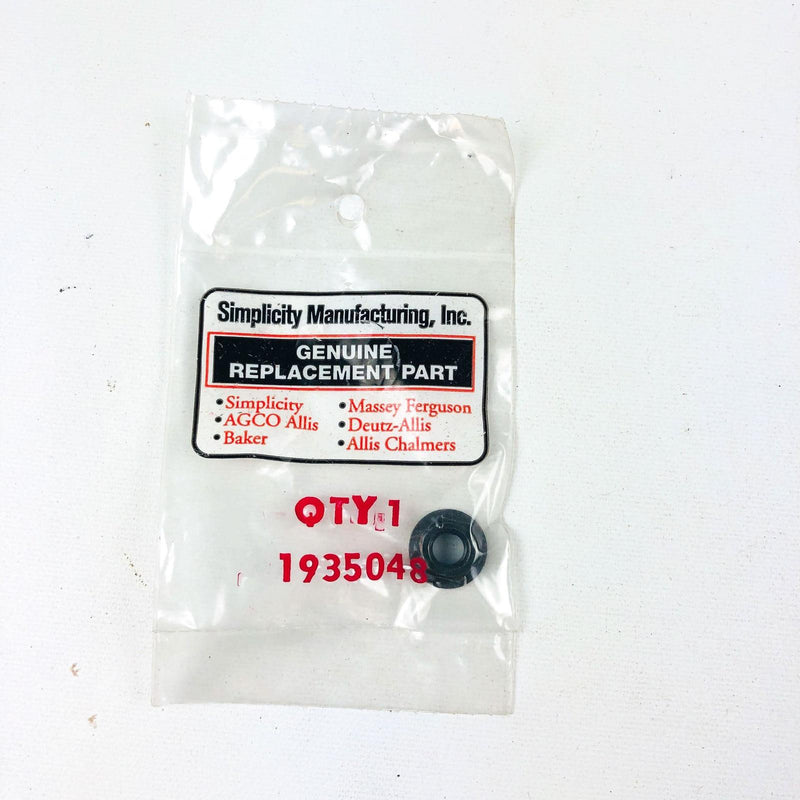 Simplicity Manufacturing, Inc.
GENUINE
REPLACEMENT PART
• Simplicity
• AGCO Allis
• Baker
• Massey Ferguson
• Deutz-Allis
• Allis Chalmers
QTY 1
1935048